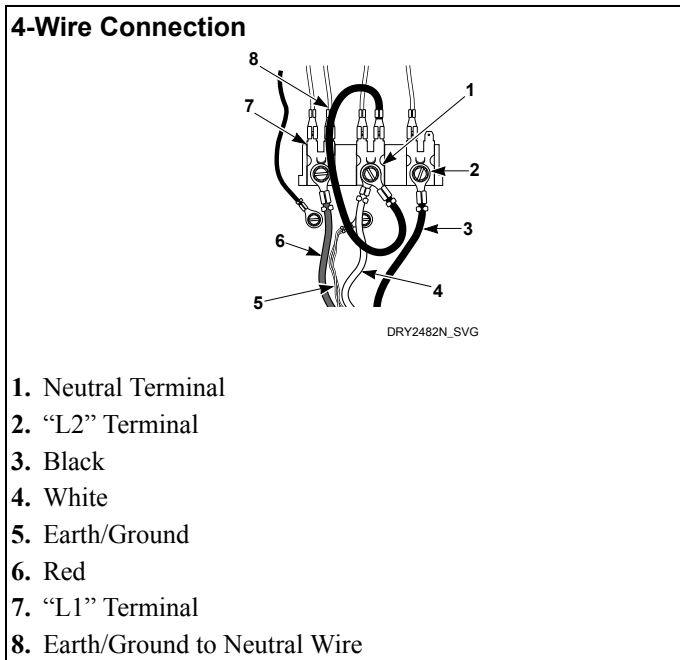 4-Wire Connection
8
1
7
2
3
6
4
5
DRY2482N_SVG
1. Neutral Terminal
2. “L2” Terminal
3. Black
4. White
5. Earth/Ground
6. Red
7. “L1” Terminal
8. Earth/Ground to Neutral Wire